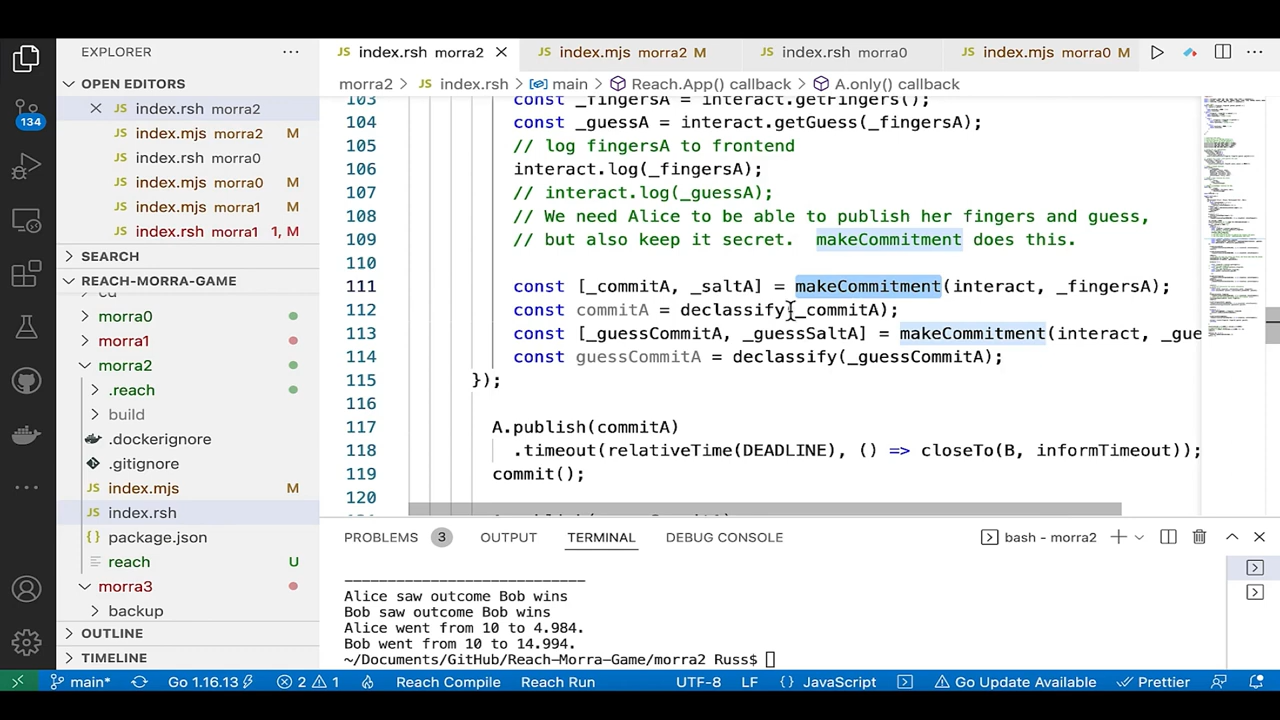 EXPLORER
index.rsh morra2
index.mjs morra2 M
index.rsh morra0
index.mjs morra0 M
OPEN EDITORS
morra2 > JS index.rsh > main > Reach.App() callback > A.only() callback
JS index.rsh morra2
JS index.mjs morra2 M
JS index.rsh morra0
JS index.mjs morra0 M
JS index.mjs morra1 M
JS index.rsh morra1 1, M
134
SEARCH
REACH-MORRA-GAME
morra0
morra1
morra2
.reach
build
.dockerignore
.gitignore
JS index.mjs M
JS index.rsh
package.json
reach U
morra3
backup
OUTLINE
TIMELINE
103 const _fingersA = interact.getFingers();
104 const _guessA = interact.getGuess(_fingersA);
105 // log fingersA to frontend
106 interact.log(_fingersA);
107 // interact.log(_guessA);
108 // We need Alice to be able to publish her fingers and guess,
109 // but also keep it secret. makeCommitment does this.
110
111 const [_commitA, _saltA] = makeCommitment(interact, _fingersA);
112 const commitA = declassify(_commitA);
113 const [_guessCommitA, _guessSaltA] = makeCommitment(interact, _gue
114 const guessCommitA = declassify(_guessCommitA);
115 });
116
117 A.publish(commitA)
118 .timeout(relativeTime(DEADLINE), () => closeTo(B, informTimeout));
119 commit();
120
PROBLEMS 3 OUTPUT TERMINAL DEBUG CONSOLE
bash - morra2
---------------------------
Alice saw outcome Bob wins
Bob saw outcome Bob wins
Alice went from 10 to 4.984.
Bob went from 10 to 14.994.
~/Documents/GitHub/Reach-Morra-Game/morra2 Russ$
main* Go 1.16.13 2 1 Reach Compile Reach Run UTF-8 LF {} JavaScript Go Update Available Prettier